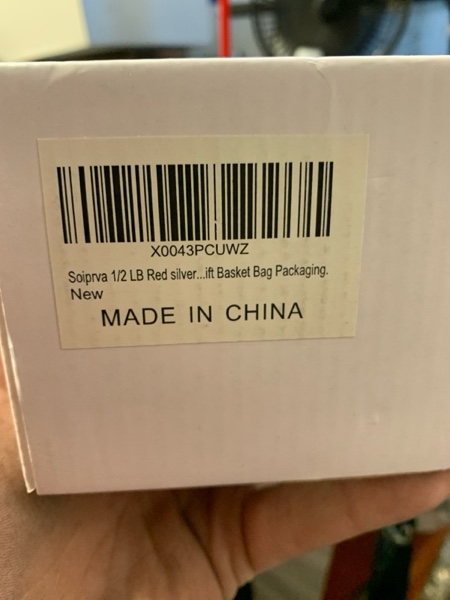 X0043PCUWZ
Soiprva 1/2 LB Red silver...ift Basket Bag Packaging.
New
MADE IN CHINA